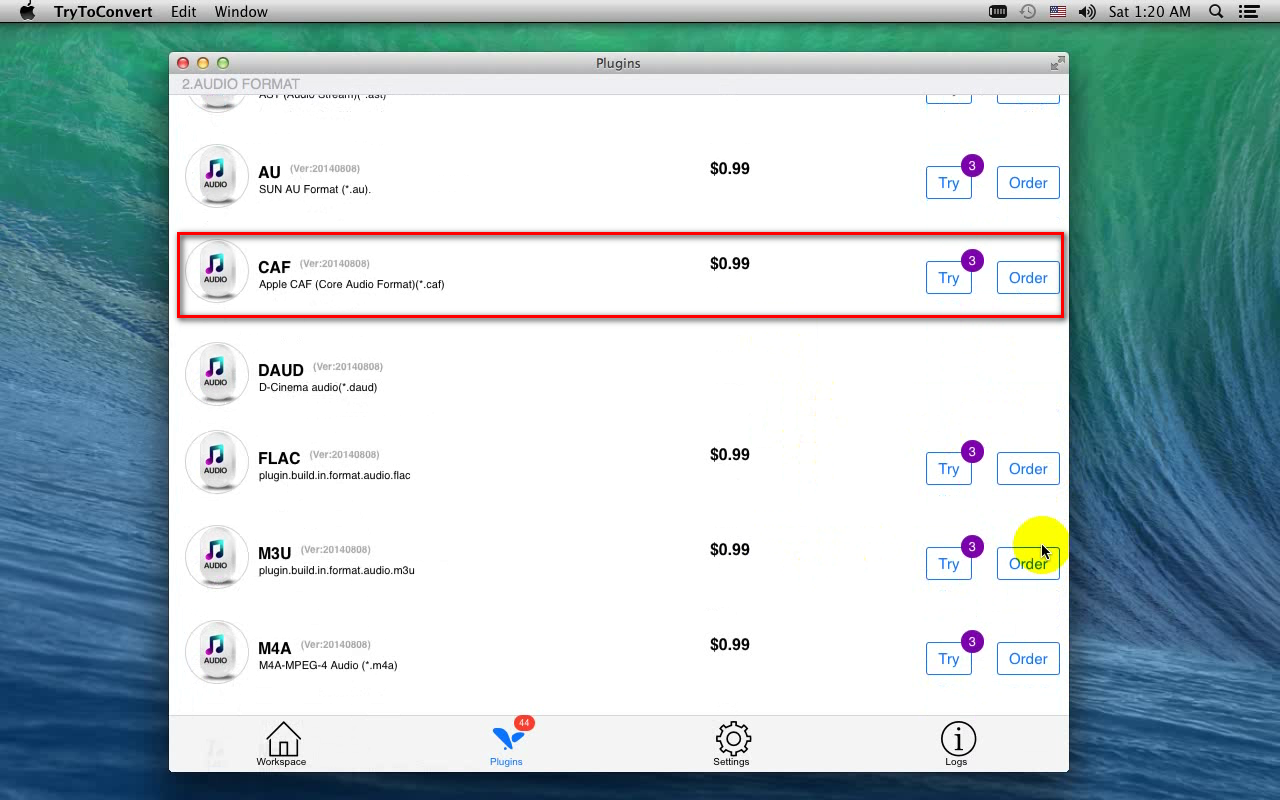 TryToConvert Edit Window Sat 1:20 AM
Plugins
2.AUDIO FORMAT
AST (Audio Stream)(*.ast)
AUDIO
AU (Ver:20140808)
SUN AU Format (*.au).
$0.99
3
Try
Order
AUDIO
CAF (Ver:20140808)
Apple CAF (Core Audio Format)(*.caf)
$0.99
3
Try
Order
AUDIO
DAUD (Ver:20140808)
D-Cinema audio(*.daud)
AUDIO
FLAC (Ver:20140808)
plugin.build.in.format.audio.flac
$0.99
3
Try
Order
AUDIO
M3U (Ver:20140808)
plugin.build.in.format.audio.m3u
$0.99
3
Try
Order
AUDIO
M4A (Ver:20140808)
M4A-MPEG-4 Audio (*.m4a)
$0.99
3
Try
Order
44
Workspace
Plugins
Settings
Logs